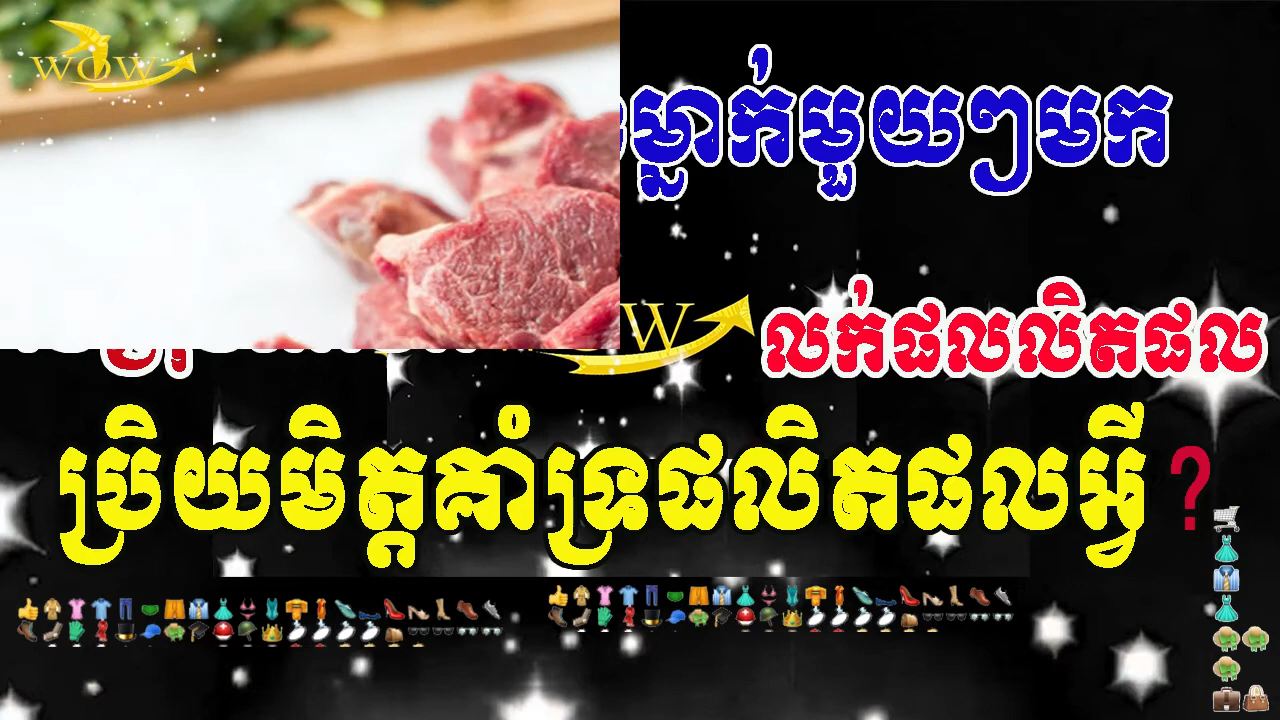 WOW
ម្នាក់មួយៗមក
W
លក់ផលលិតផល
ប្រិយមិត្តគាំទ្រផលិតផលអ្វី?